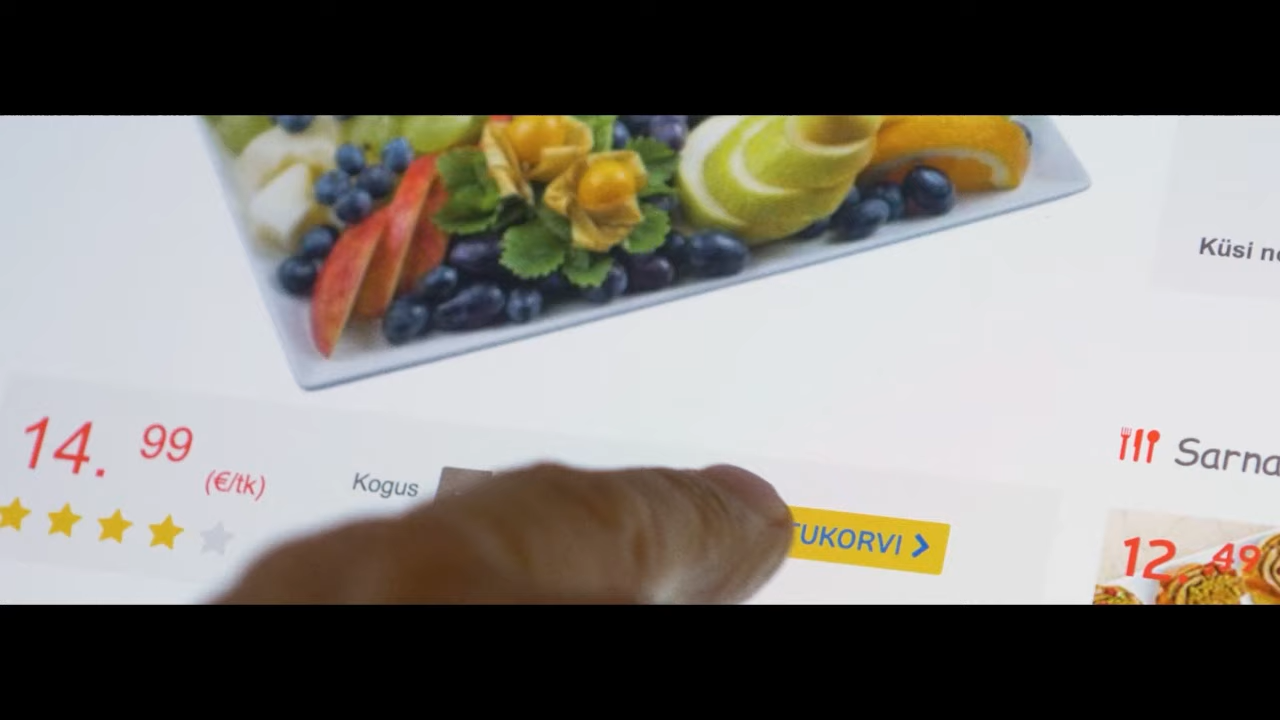 Küsi
14. 99
(€/tk)
Kogus
TUKORVI
Sarna
12.49